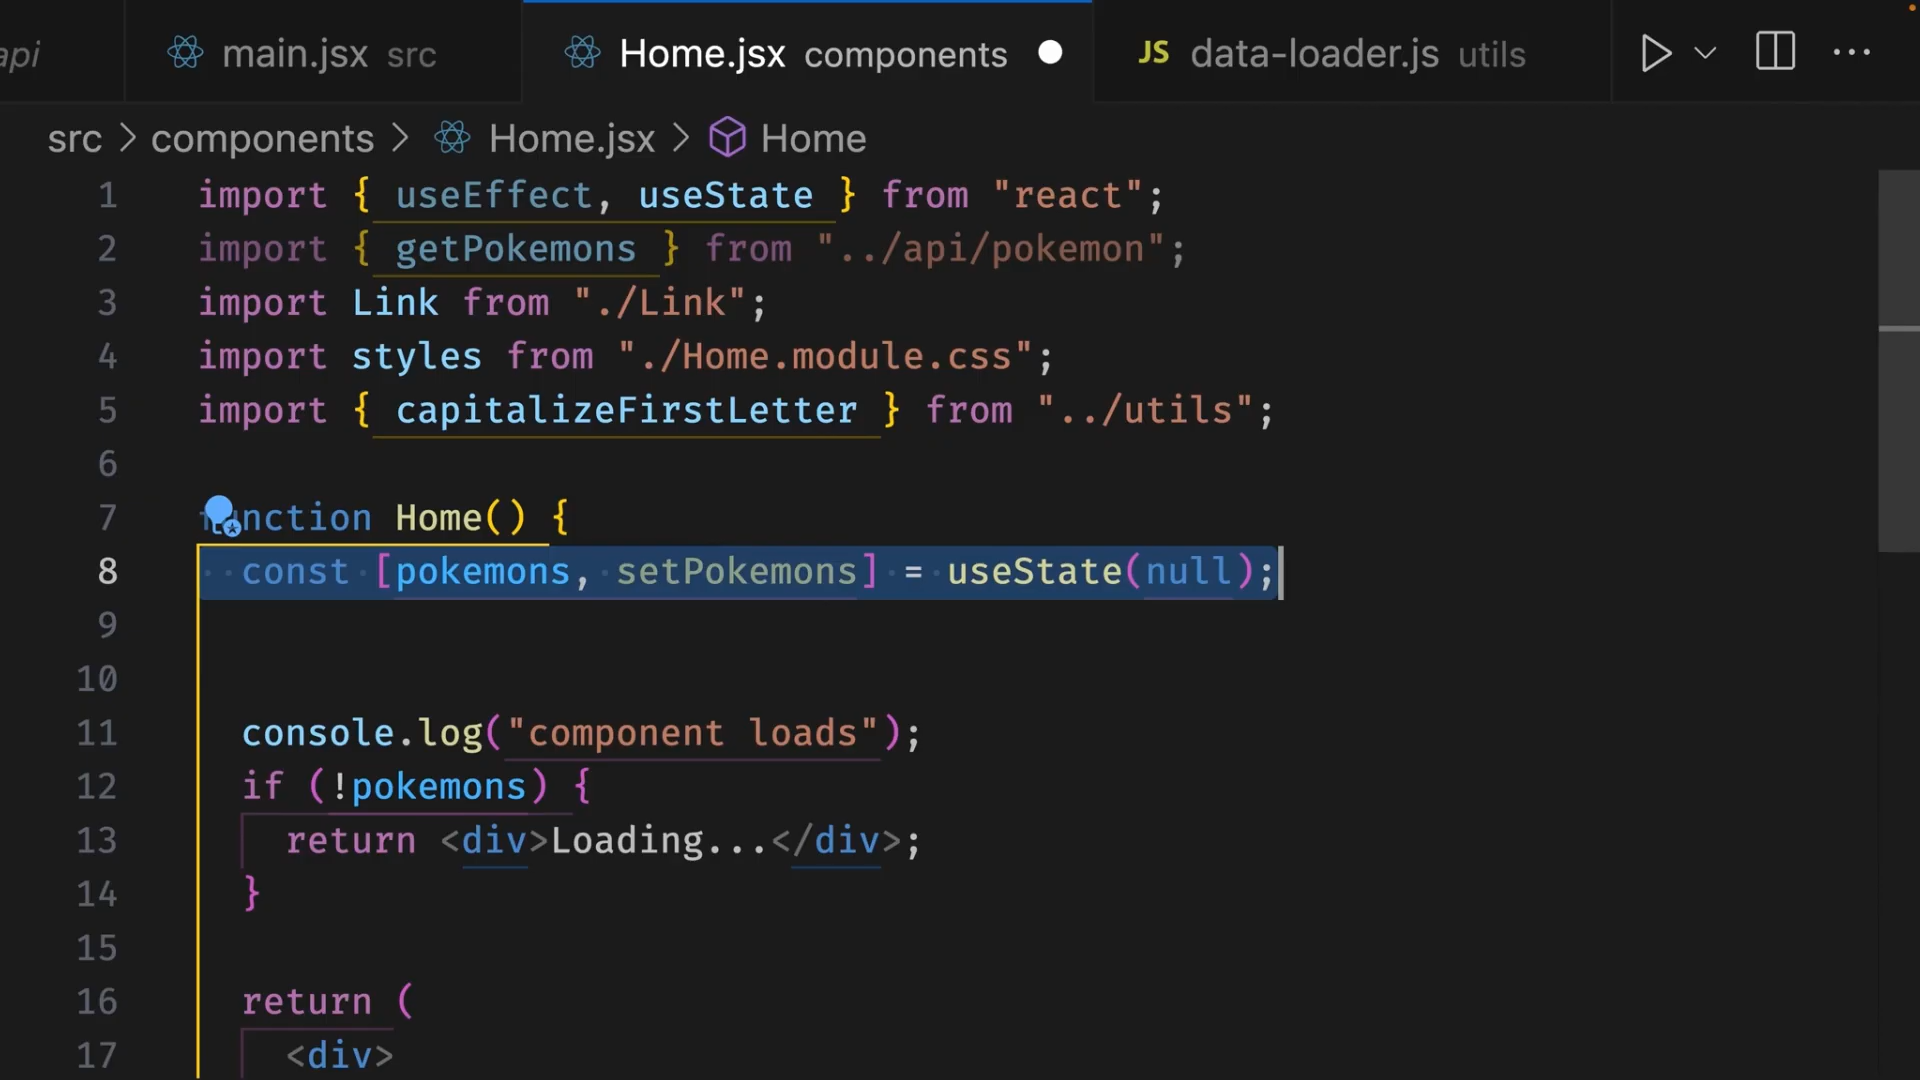 api
main.jsx src
Home.jsx components
JS data-loader.js utils
src > components > Home.jsx > Home
1 import { useEffect, useState } from "react";
2 import { getPokemons } from "../api/pokemon";
3 import Link from "./Link";
4 import styles from "./Home.module.css";
5 import { capitalizeFirstLetter } from "../utils";
6
7 function Home() {
8 const [pokemons, setPokemons] = useState(null);
9
10
11 console.log("component loads");
12 if (!pokemons) {
13 return <div>Loading...</div>;
14 }
15
16 return (
17 <div>